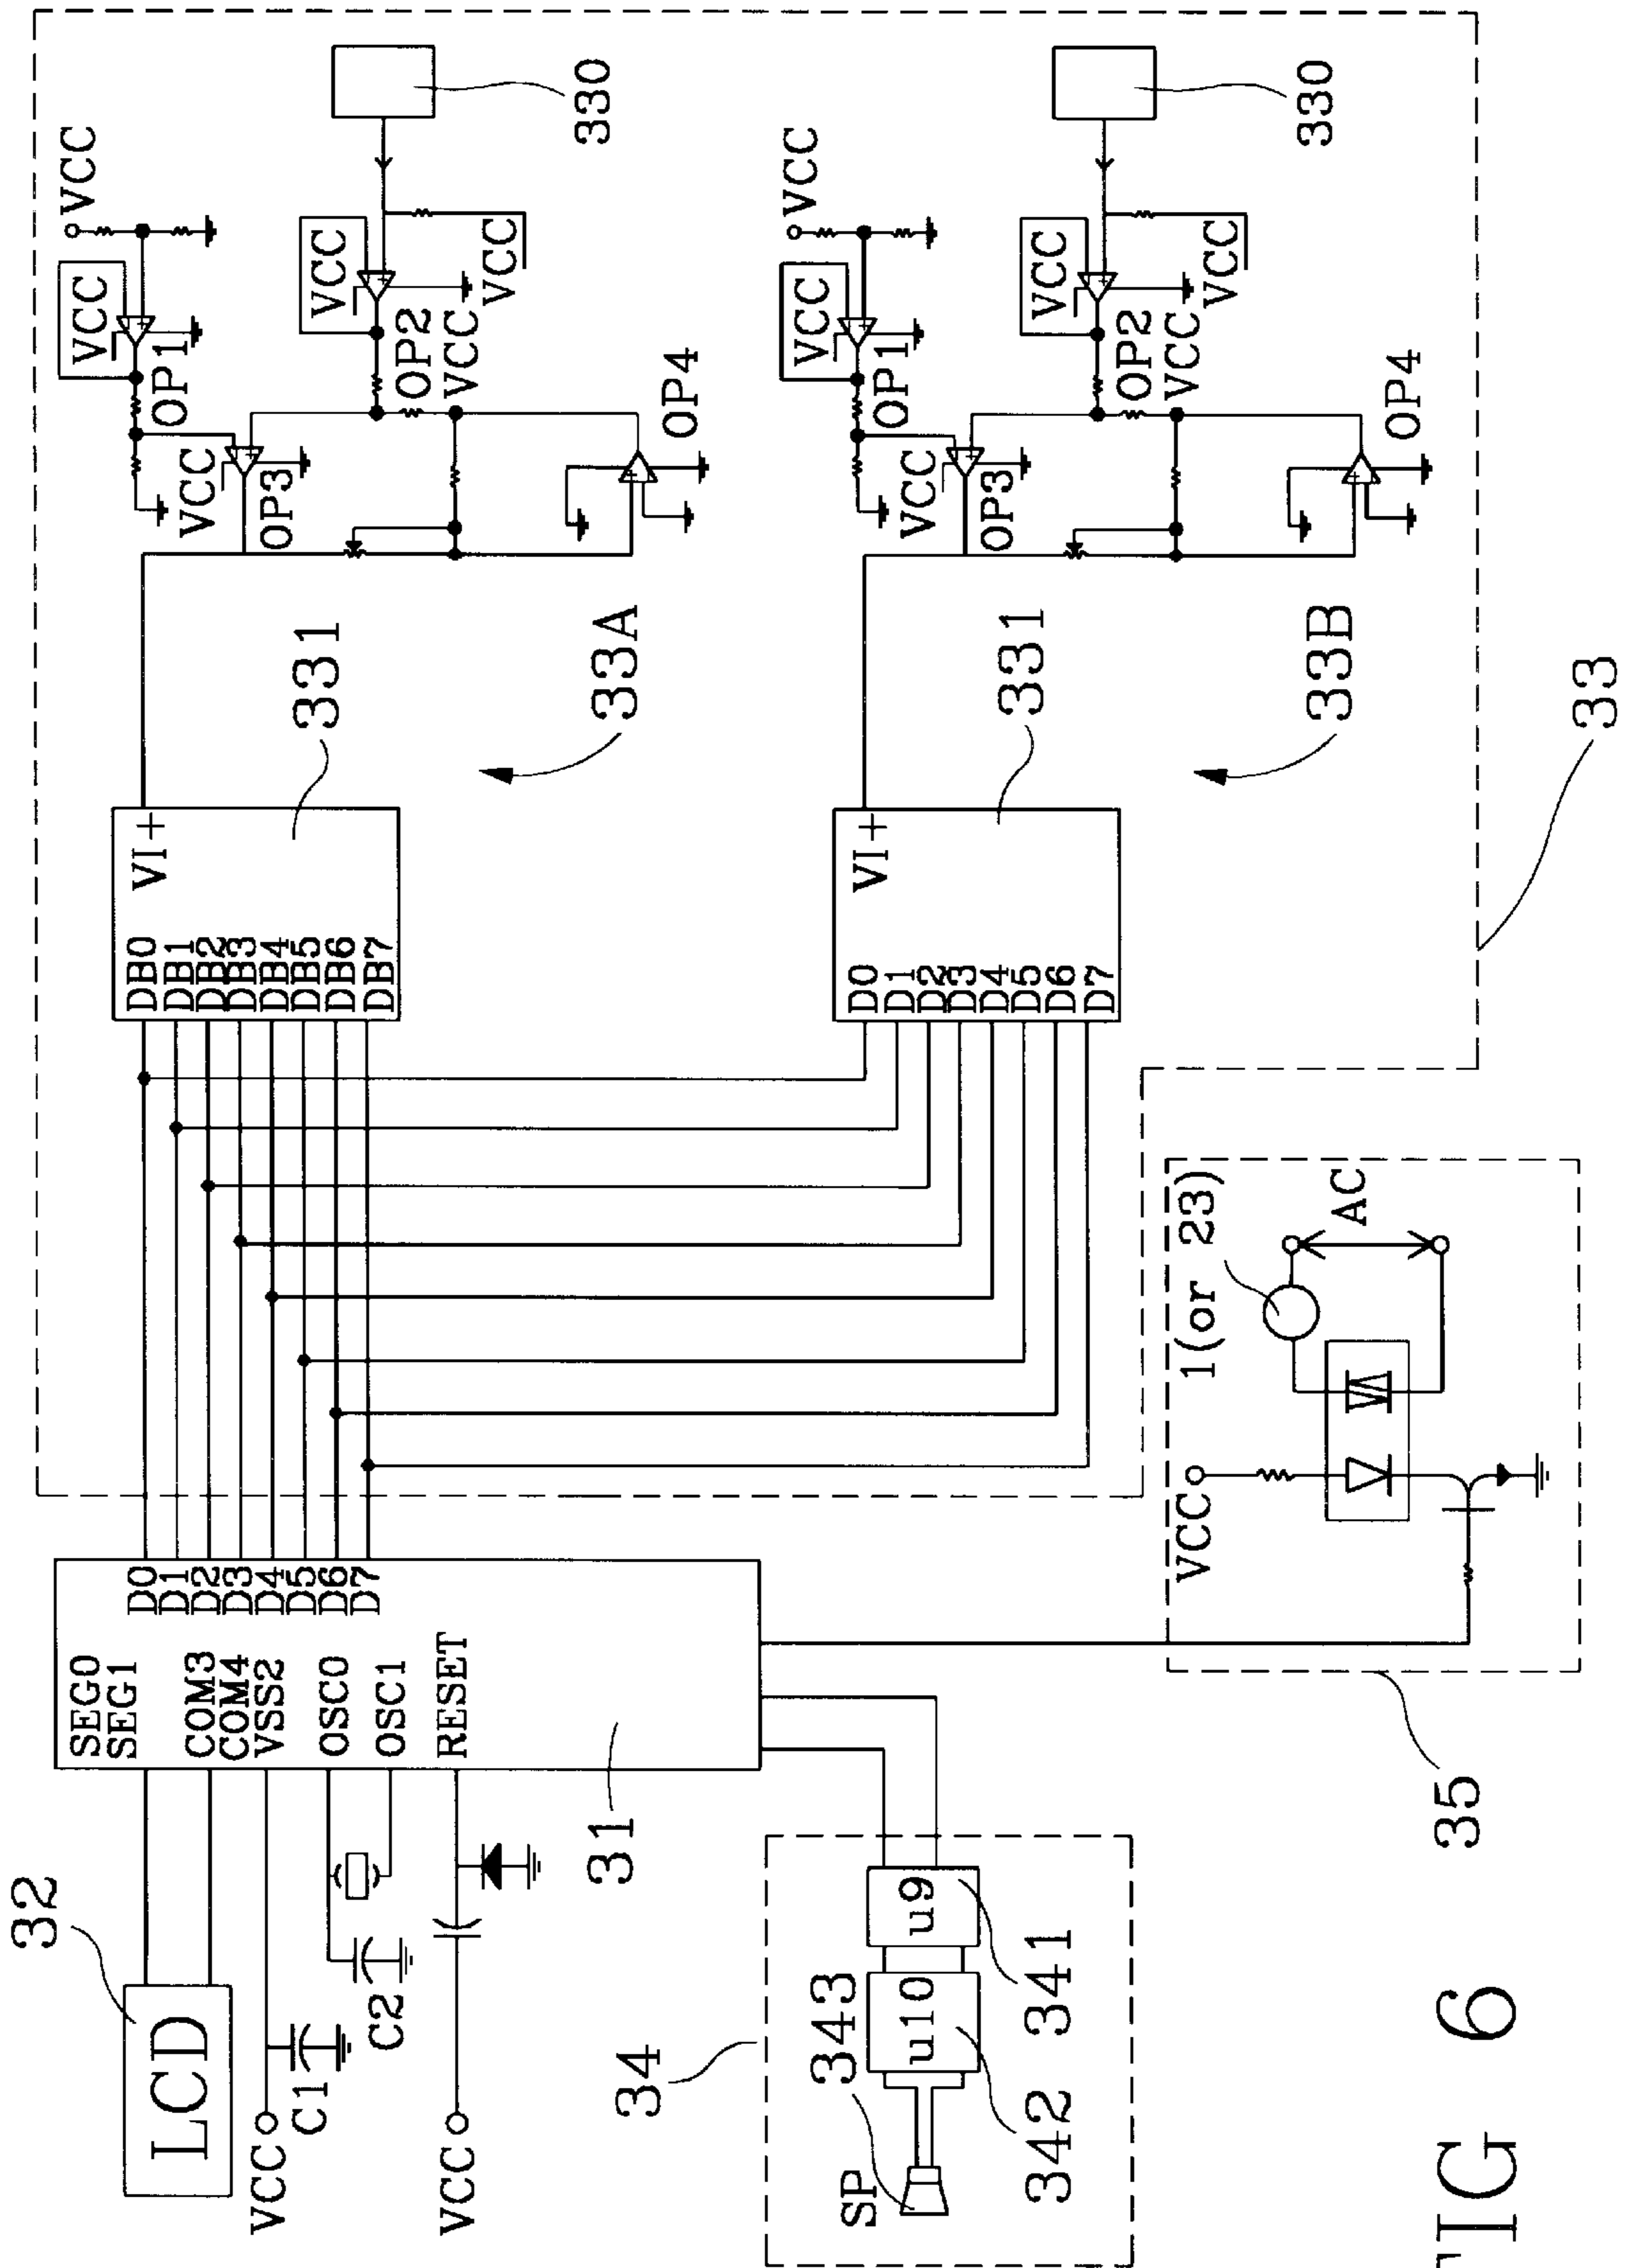 32
LCD
VCC
C1
C2
VCC
SEG0
SEG1
COM3
COM4
VSS2
OSC0
OSC1
RESET
D0
D1
D2
D3
D4
D5
D6
D7
31
34
SP
343
u10
u9
342
341
35
VCC
1(or 23)
AC
DB0
DB1
DB2
DB3
DB4
DB5
DB6
DB7
VI+
331
33A
VCC
OP1
VCC
VCC
OP3
VCC
OP2
VCC
VCC
OP4
330
D0
D1
D2
D3
D4
D5
D6
D7
VI+
331
33B
VCC
OP1
VCC
VCC
OP3
VCC
OP2
VCC
VCC
OP4
330
33
IG 6